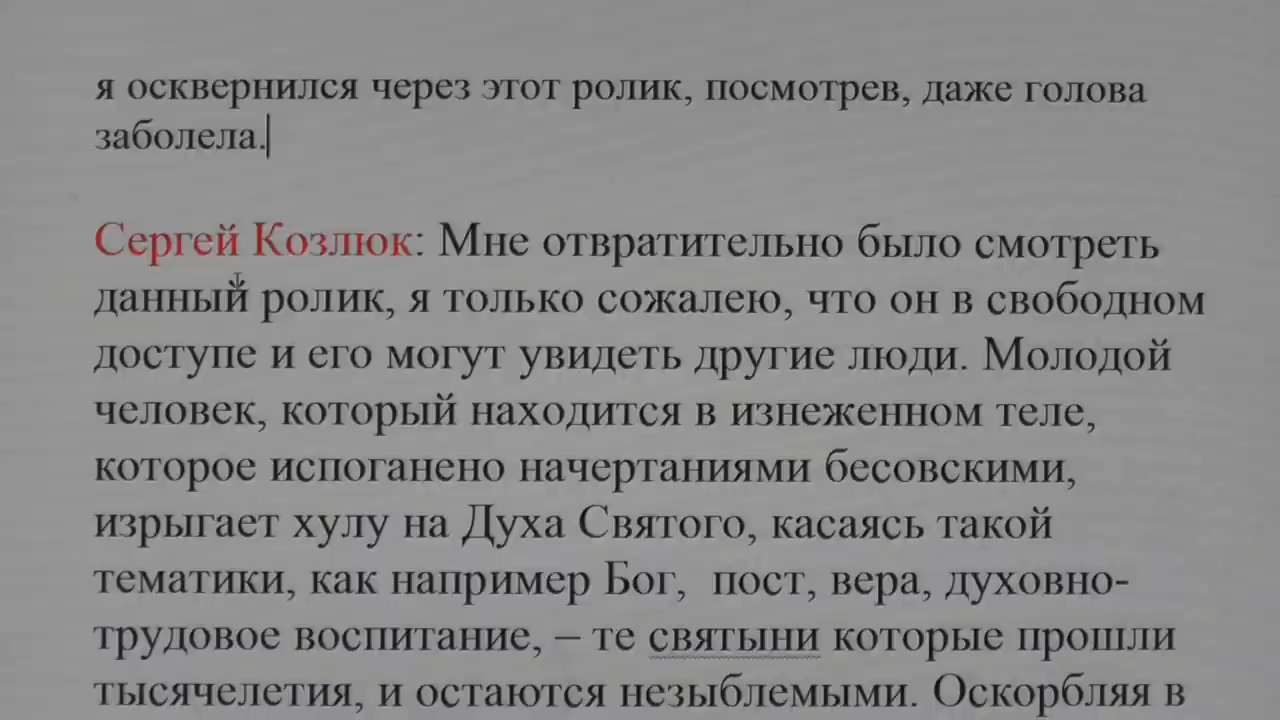 я осквернился через этот ролик, посмотрев, даже голова
заболела.
Сергей Козлюк: Мне отвратительно было смотреть
данный ролик, я только сожалею, что он в свободном
доступе и его могут увидеть другие люди. Молодой
человек, который находится в изнеженном теле,
которое испоганено начертаниями бесовскими,
изрыгает хулу на Духа Святого, касаясь такой
тематики, как например Бог,  пост, вера, духовно-
трудовое воспитание, – те святыни которые прошли
тысячелетия, и остаются незыблемыми. Оскорбляя в